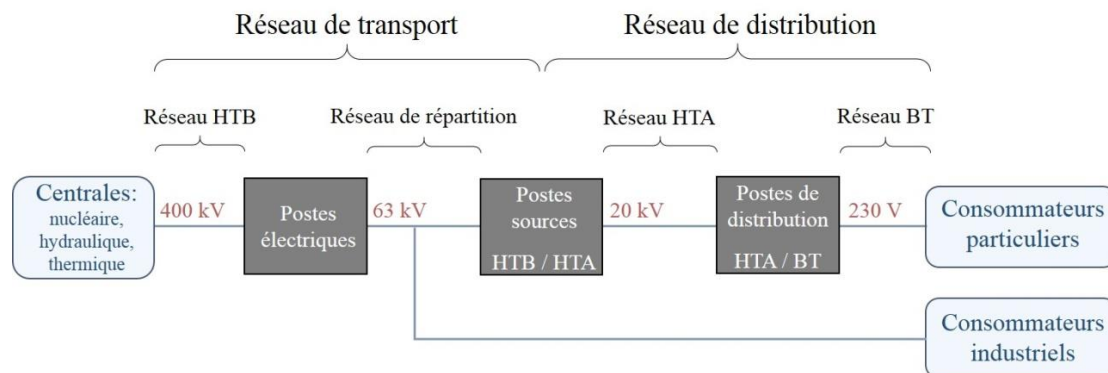 Réseau de transport
Réseau de distribution
Réseau HTB
Réseau de répartition
Réseau HTA
Réseau BT
Centrales:
nucléaire,
hydraulique,
thermique
400 kV
Postes
électriques
63 kV
Postes
sources
HTB / HTA
20 kV
Postes de
distribution
HTA / BT
230 V
Consommateurs
particuliers
Consommateurs
industriels